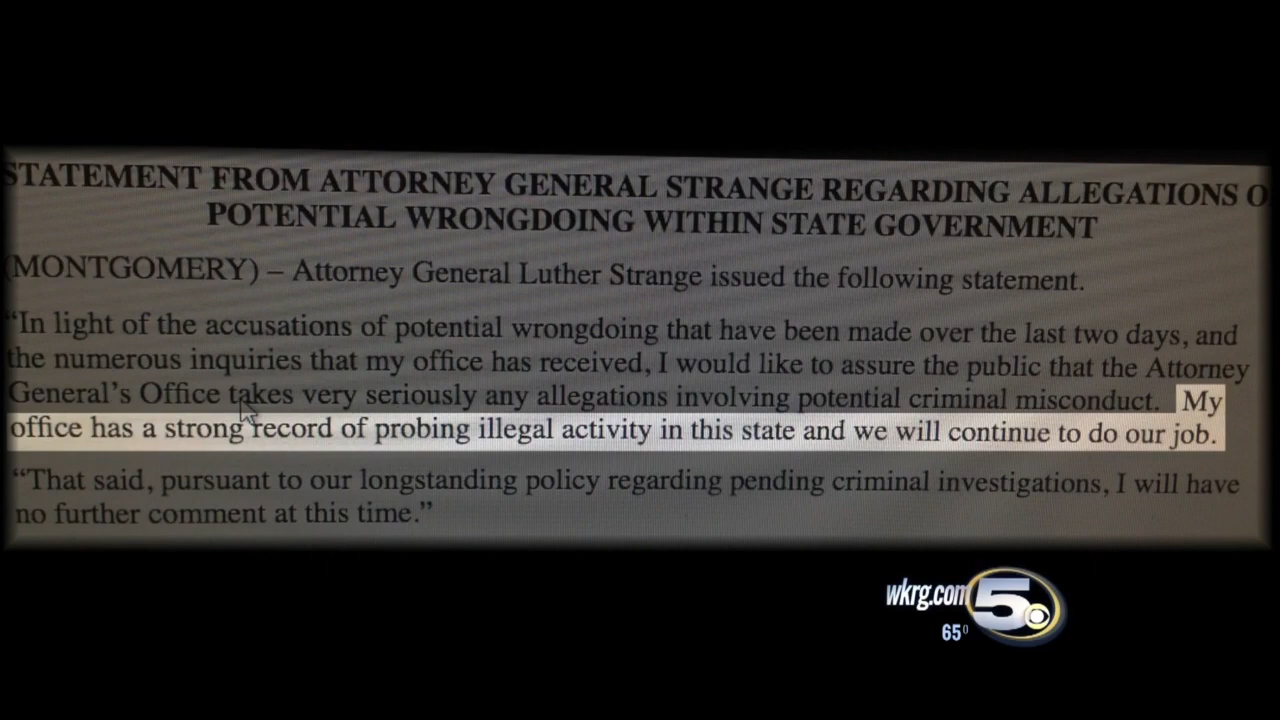 STATEMENT FROM ATTORNEY GENERAL STRANGE REGARDING ALLEGATIONS O
POTENTIAL WRONGDOING WITHIN STATE GOVERNMENT
(MONTGOMERY) – Attorney General Luther Strange issued the following statement.
“In light of the accusations of potential wrongdoing that have been made over the last two days, and
the numerous inquiries that my office has received, I would like to assure the public that the Attorney
General’s Office takes very seriously any allegations involving potential criminal misconduct. My
office has a strong record of probing illegal activity in this state and we will continue to do our job.
“That said, pursuant to our longstanding policy regarding pending criminal investigations, I will have
no further comment at this time.”
wkrg.com 5
65°